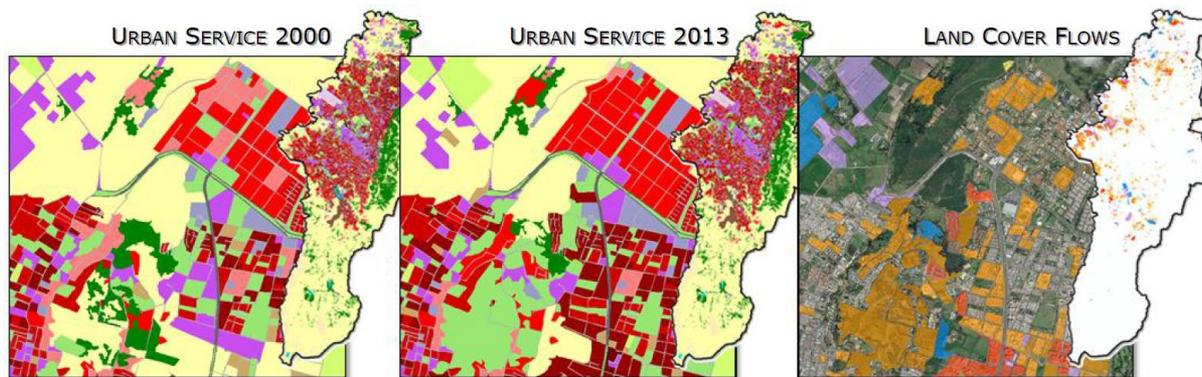 URBAN SERVICE 2000
URBAN SERVICE 2013
LAND COVER FLOWS